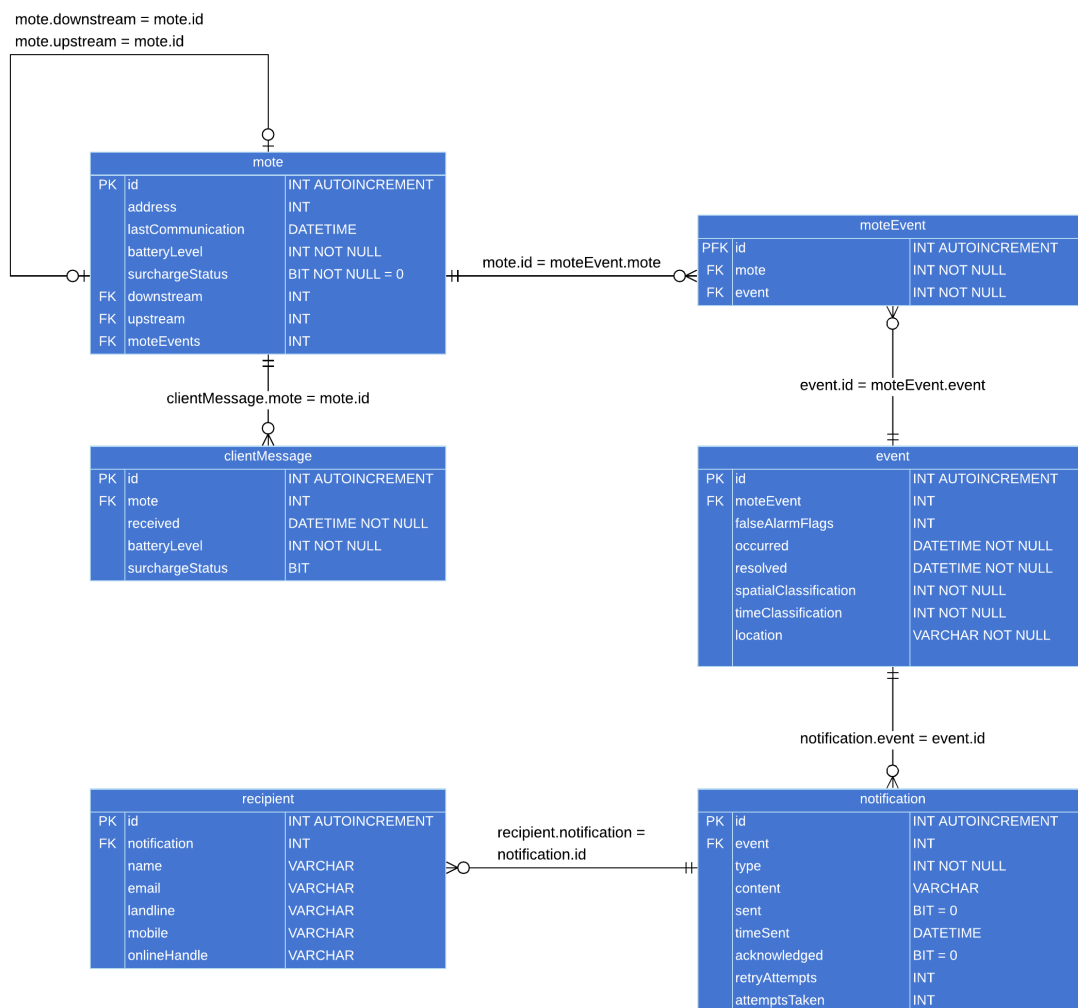 mote.downstream = mote.id
mote.upstream = mote.id
mote
PK id INT AUTOINCREMENT
address INT
lastCommunication DATETIME
batteryLevel INT NOT NULL
surchargeStatus BIT NOT NULL = 0
FK downstream INT
FK upstream INT
FK moteEvents INT
mote.id = moteEvent.mote
moteEvent
PFK id INT AUTOINCREMENT
FK mote INT NOT NULL
FK event INT NOT NULL
clientMessage.mote = mote.id
event.id = moteEvent.event
clientMessage
PK id INT AUTOINCREMENT
FK mote INT
received DATETIME NOT NULL
batteryLevel INT NOT NULL
surchargeStatus BIT
event
PK id INT AUTOINCREMENT
FK moteEvent INT
falseAlarmFlags INT
occurred DATETIME NOT NULL
resolved DATETIME NOT NULL
spatialClassification INT NOT NULL
timeClassification INT NOT NULL
location VARCHAR NOT NULL
notification.event = event.id
recipient
PK id INT AUTOINCREMENT
FK notification INT
name VARCHAR
email VARCHAR
landline VARCHAR
mobile VARCHAR
onlineHandle VARCHAR
recipient.notification =
notification.id
notification
PK id INT AUTOINCREMENT
FK event INT
type INT NOT NULL
content VARCHAR
sent BIT = 0
timeSent DATETIME
acknowledged BIT = 0
retryAttempts INT
attemptsTaken INT